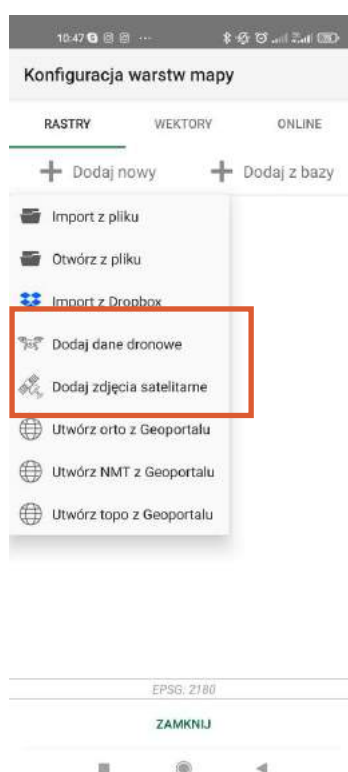 10:47
Konfiguracja warstw mapy
RASTRY WEKTORY ONLINE
Dodaj nowy Dodaj z bazy
Import z pliku
Otwórz z pliku
Import z Dropbox
Dodaj dane dronowe
Dodaj zdjęcia satelitarne
Utwórz orto z Geoportalu
Utwórz NMT z Geoportalu
Utwórz topo z Geoportalu
EPSG: 2180
ZAMKNIJ